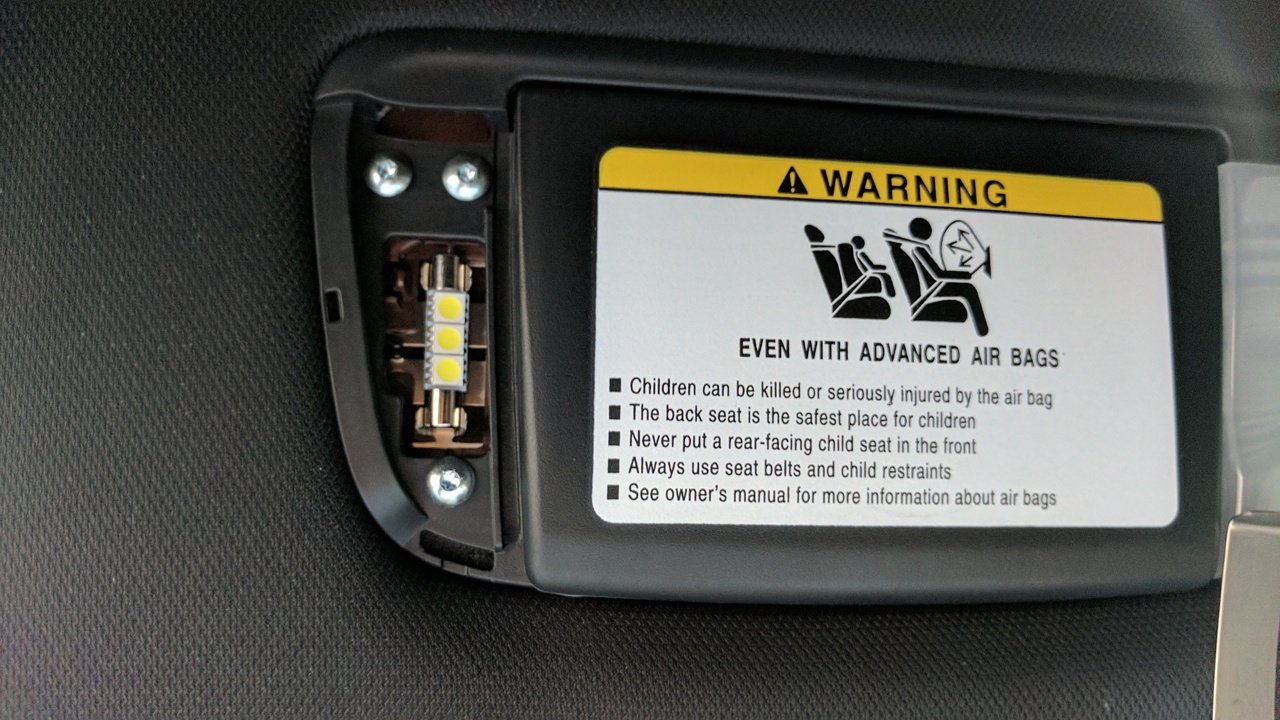 WARNING
EVEN WITH ADVANCED AIR BAGS
■ Children can be killed or seriously injured by the air bag
■ The back seat is the safest place for children
■ Never put a rear-facing child seat in the front
■ Always use seat belts and child restraints
■ See owner's manual for more information about air bags